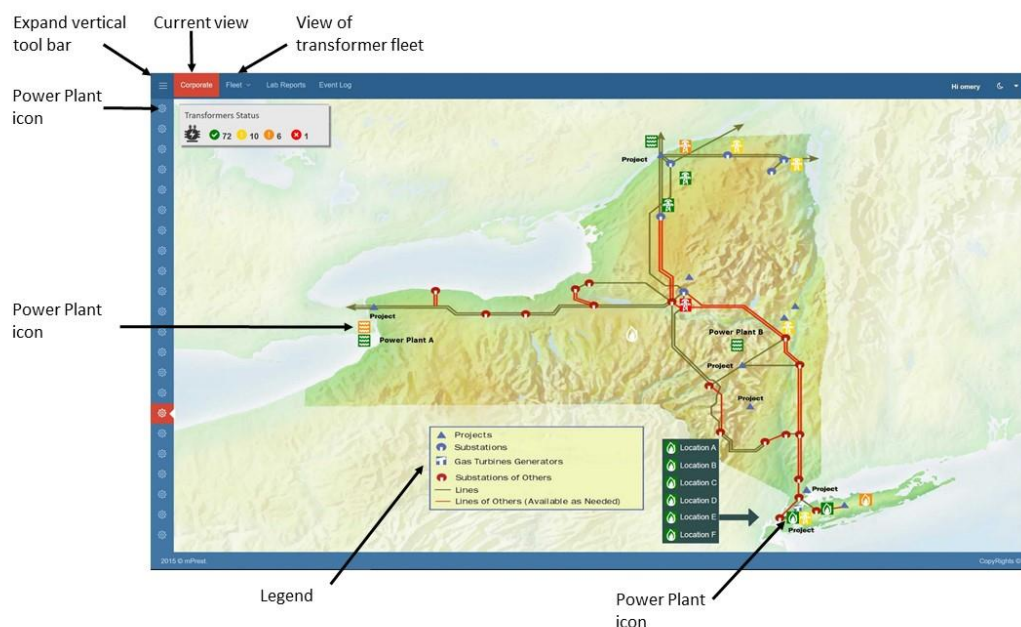 Expand vertical
tool bar
Current view
View of
transformer fleet
Power Plant
icon
Corporate
Fleet
Lab Reports
Event Log
Hi omery
Transformers Status
72
10
6
1
Project
Power Plant
icon
Project
Power Plant A
Power Plant B
Project
Project
Projects
Substations
Gas Turbines Generators
Substations of Others
Lines
Lines of Others (Available as Needed)
Location A
Location B
Location C
Location D
Location E
Location F
Project
Project
2015 © mPrest.
CopyRights ©
Legend
Power Plant
icon